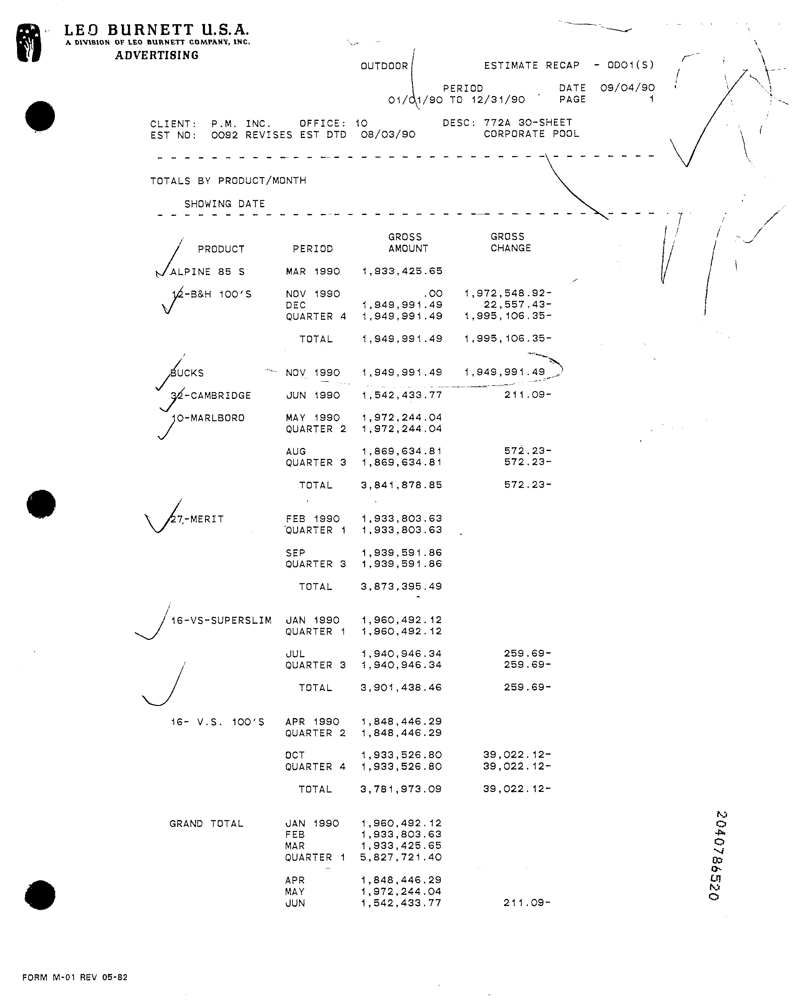 LEO BURNETT U.S.A.
A DIVISION OF LEO BURNETT COMPANY, INC.
ADVERTISING
OUTDOOR ESTIMATE RECAP - ODO1(S)
PERIOD DATE 09/04/90
01/01/90 TO 12/31/90 PAGE 1
CLIENT: P.M. INC. OFFICE: 10 DESC: 772A 30-SHEET
EST NO: 0092 REVISES EST DTD 08/03/90 CORPORATE POOL
TOTALS BY PRODUCT/MONTH
SHOWING DATE
GROSS GROSS
PRODUCT PERIOD AMOUNT CHANGE
ALPINE 85 S MAR 1990 1,933,425.65
12-B&H 100'S NOV 1990 .00 1,972,548.92-
DEC 1,949,991.49 22,557.43-
QUARTER 4 1,949,991.49 1,995,106.35-
TOTAL 1,949,991.49 1,995,106.35-
BUCKS NOV 1990 1,949,991.49 1,949,991.49
32-CAMBRIDGE JUN 1990 1,542,433.77 211.09-
10-MARLBORO MAY 1990 1,972,244.04
QUARTER 2 1,972,244.04
AUG 1,869,634.81 572.23-
QUARTER 3 1,869,634.81 572.23-
TOTAL 3,841,878.85 572.23-
27-MERIT FEB 1990 1,933,803.63
QUARTER 1 1,933,803.63
SEP 1,939,591.86
QUARTER 3 1,939,591.86
TOTAL 3,873,395.49
16-VS-SUPERSLIM JAN 1990 1,960,492.12
QUARTER 1 1,960,492.12
JUL 1,940,946.34 259.69-
QUARTER 3 1,940,946.34 259.69-
TOTAL 3,901,438.46 259.69-
16- V.S. 100'S APR 1990 1,848,446.29
QUARTER 2 1,848,446.29
OCT 1,933,526.80 39,022.12-
QUARTER 4 1,933,526.80 39,022.12-
TOTAL 3,781,973.09 39,022.12-
GRAND TOTAL JAN 1990 1,960,492.12
FEB 1,933,803.63
MAR 1,933,425.65
QUARTER 1 5,827,721.40
APR 1,848,446.29
MAY 1,972,244.04
JUN 1,542,433.77 211.09-
2040786520
FORM M-01 REV 05-82